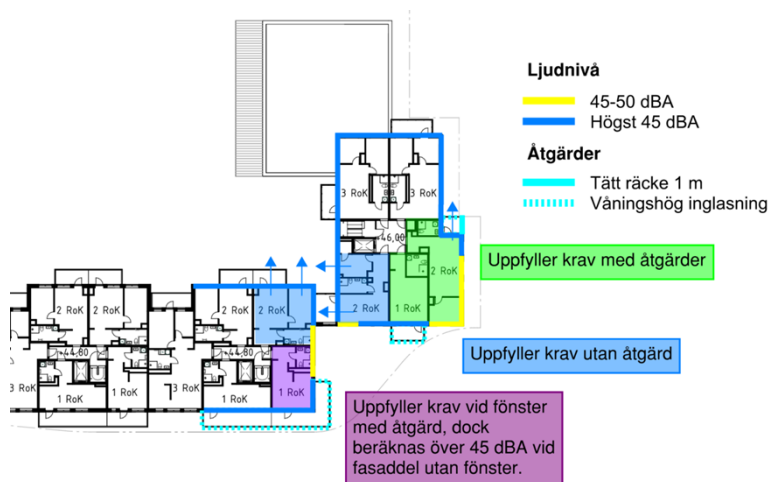 Ljudnivå
45-50 dBA
Högst 45 dBA
Åtgärder
Tätt räcke 1 m
Våningshög inglasning
3 RoK
3 RoK
+46,00
2 RoK
Uppfyller krav med åtgärder
2 RoK
2 RoK
2 RoK
2 RoK
2 RoK
1 RoK
+44,80
+44,80
Uppfyller krav utan åtgärd
3 RoK
1 RoK
1 RoK
3 RoK
1 RoK
1 RoK
Uppfyller krav vid fönster
med åtgärd, dock
beräknas över 45 dBA vid
fasaddel utan fönster.